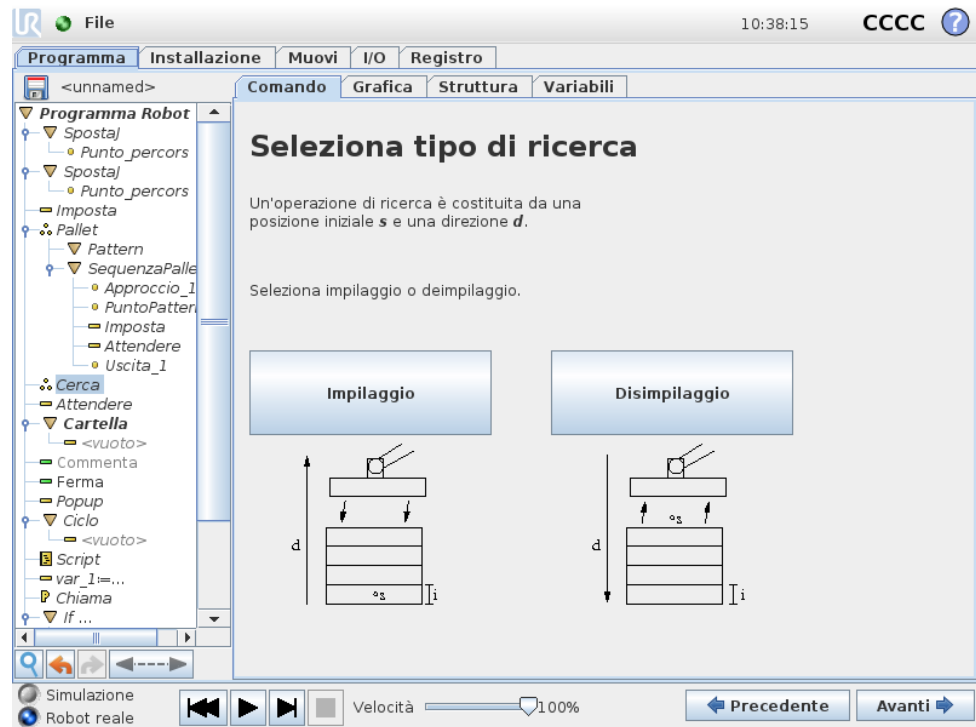 UR File 10:38:15 CCCC ?
Programma Installazione Muovi I/O Registro
<unnamed> Comando Grafica Struttura Variabili
Programma Robot
SpostaJ
Punto_percors
SpostaJ
Punto_percors
Imposta
Pallet
Pattern
SequenzaPalle
Approccio_1
PuntoPatter
Imposta
Attendere
Uscita_1
Cerca
Attendere
Cartella
<vuoto>
Commenta
Ferma
Popup
Ciclo
<vuoto>
Script
var_1:=...
Chiama
If ...
Seleziona tipo di ricerca
Un'operazione di ricerca è costituita da una
posizione iniziale s e una direzione d.
Seleziona impilaggio o deimpilaggio.
Impilaggio Disimpilaggio
d s i
d s i
Simulazione
Robot reale
Velocità 100% Precedente Avanti